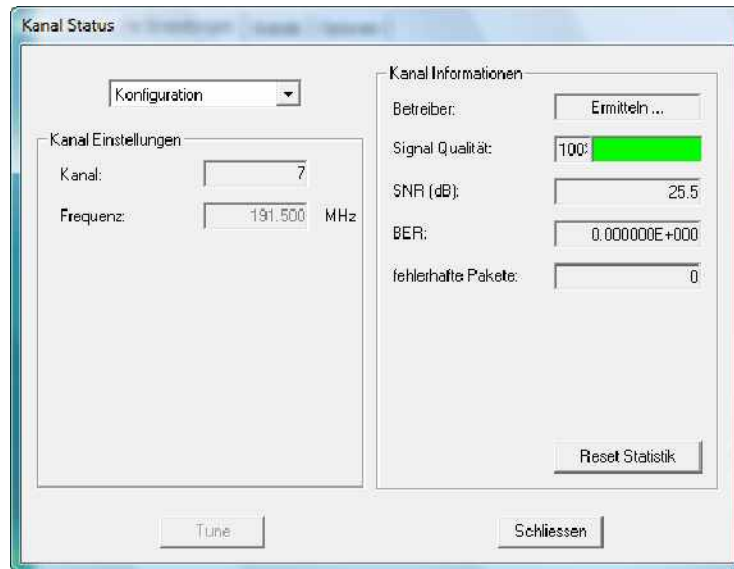 Kanal Status
Konfiguration
Kanal Einstellungen
Kanal: 7
Frequenz: 191.500 MHz
Kanal Informationen
Betreiber: Ermitteln ...
Signal Qualität: 100%
SNR (dB): 25.5
BER: 0.000000E+000
fehlerhafte Pakete: 0
Reset Statistik
Tune
Schliessen